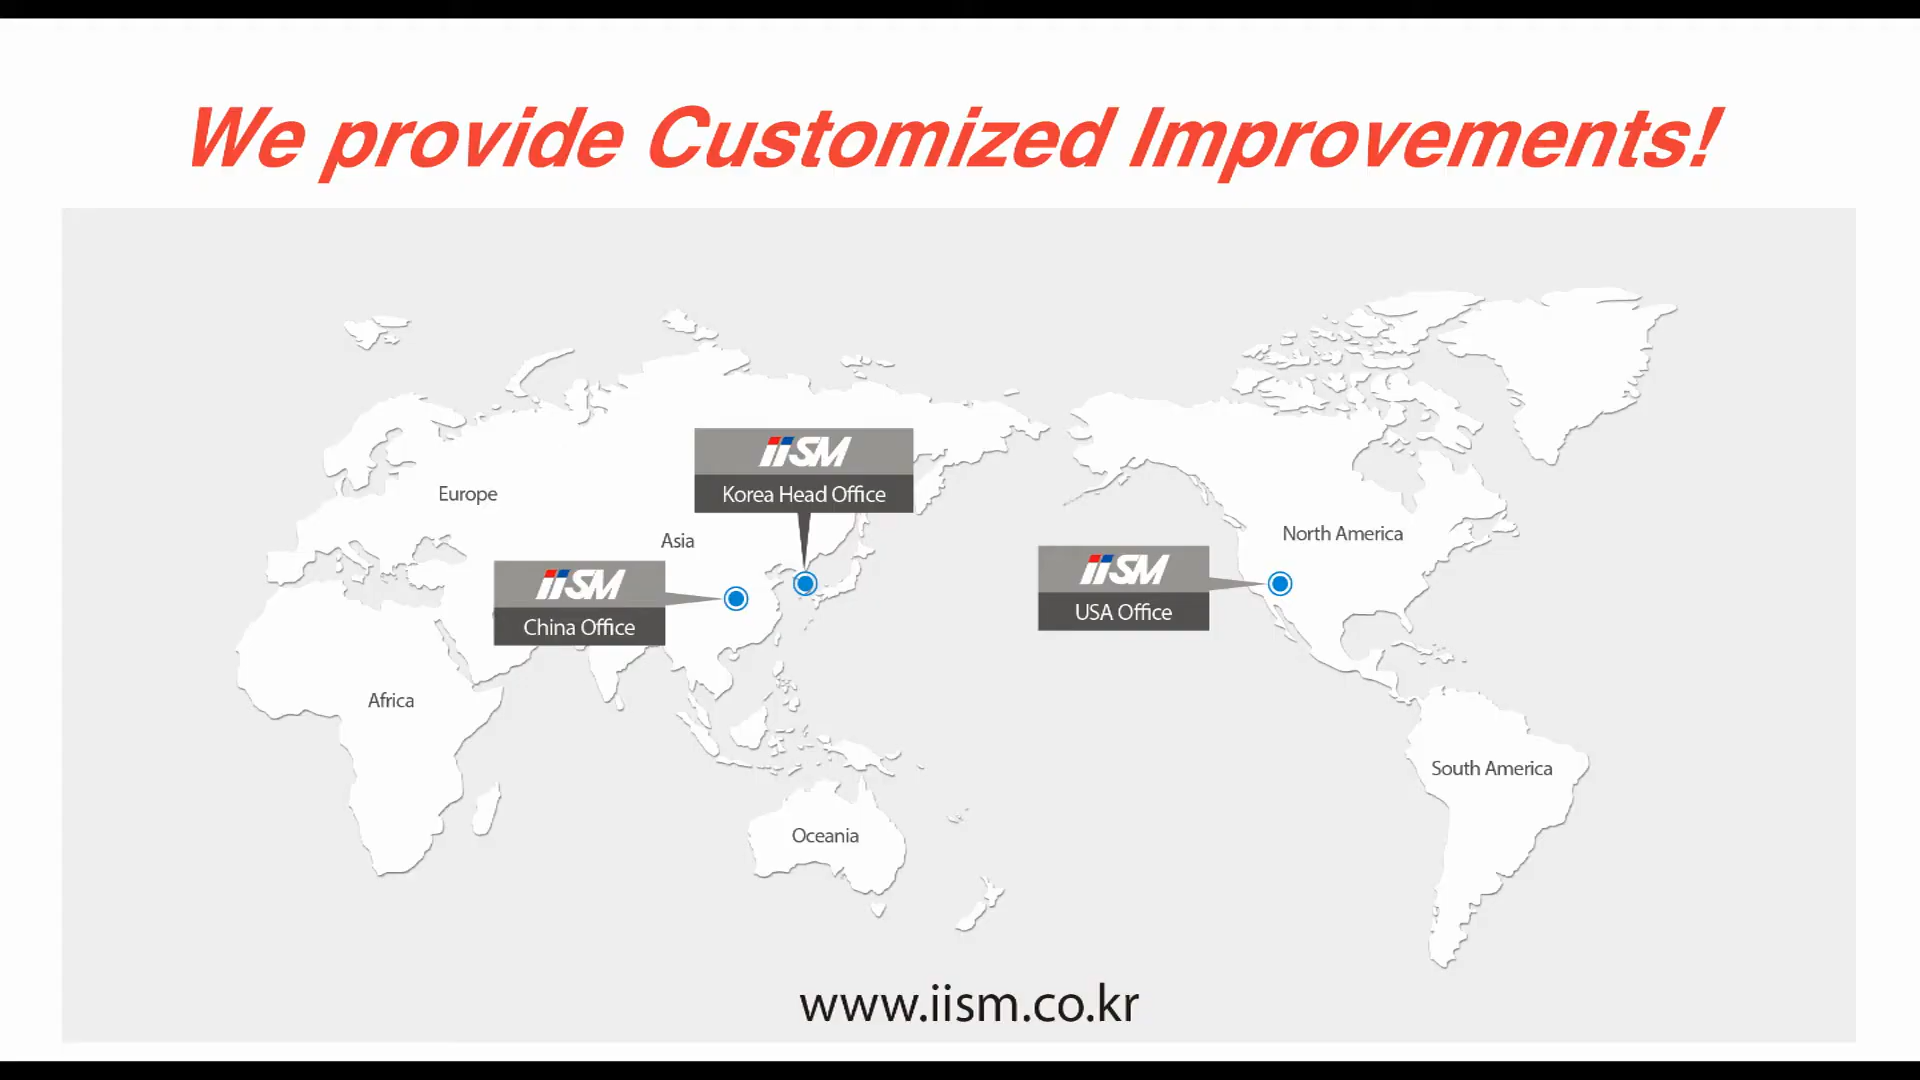 We provide Customized Improvements!
iiSM
Korea Head Office
Europe
Asia
North America
iiSM
China Office
iiSM
USA Office
Africa
South America
Oceania
www.iism.co.kr